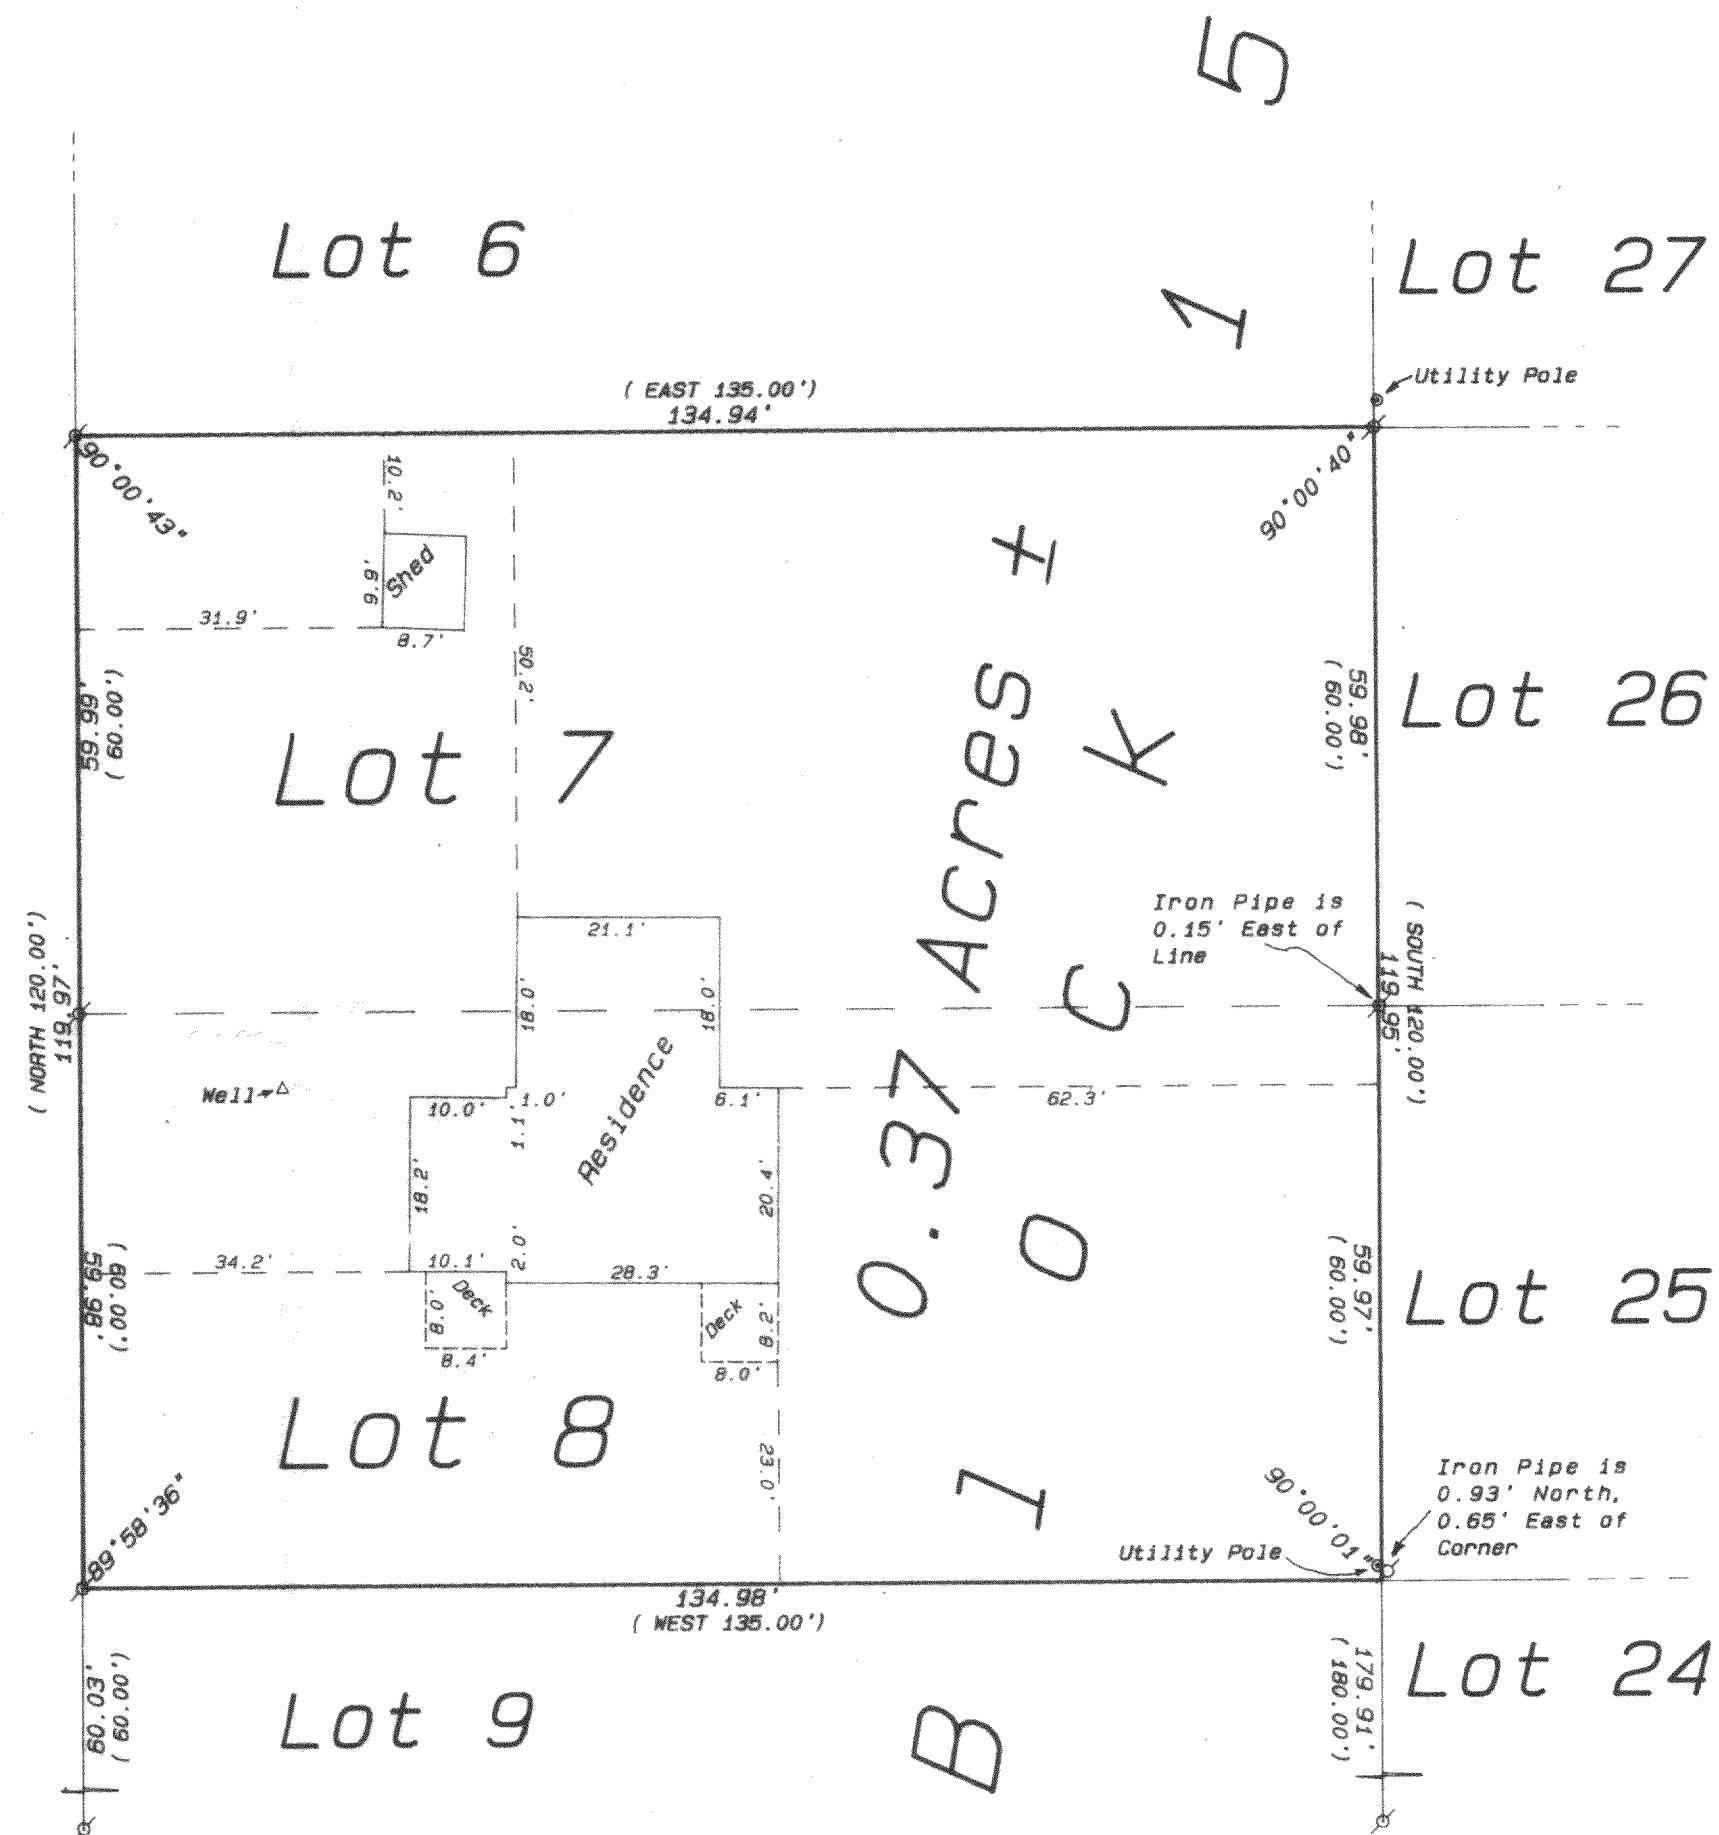 Lot 6
Lot 27
Block 15
( EAST 135.00')
134.94'
Utility Pole
90°00'43"
90°00'40"
10.2'
9.9'
Shed
31.9'
8.7'
50.2'
59.99'
( 60.00')
59.98'
( 60.00')
Lot 7
Lot 26
0.37 Acres ±
Iron Pipe is
0.15' East of
Line
21.1'
18.0'
18.0'
( NORTH 120.00')
119.97'
( SOUTH 120.00')
119.95'
Well
Residence
10.0'
1.0'
1.1'
6.1'
62.3'
18.2'
20.4'
34.2'
10.1'
2.0'
28.3'
Deck
8.0'
8.4'
Deck
8.2'
8.0'
59.98'
( 60.00')
59.97'
( 60.00')
Lot 25
Lot 8
23.0'
89°58'36"
90°00'01"
Iron Pipe is
0.93' North,
0.65' East of
Corner
Utility Pole
134.98'
( WEST 135.00')
60.03'
( 60.00')
Lot 9
179.91'
( 180.00')
Lot 24